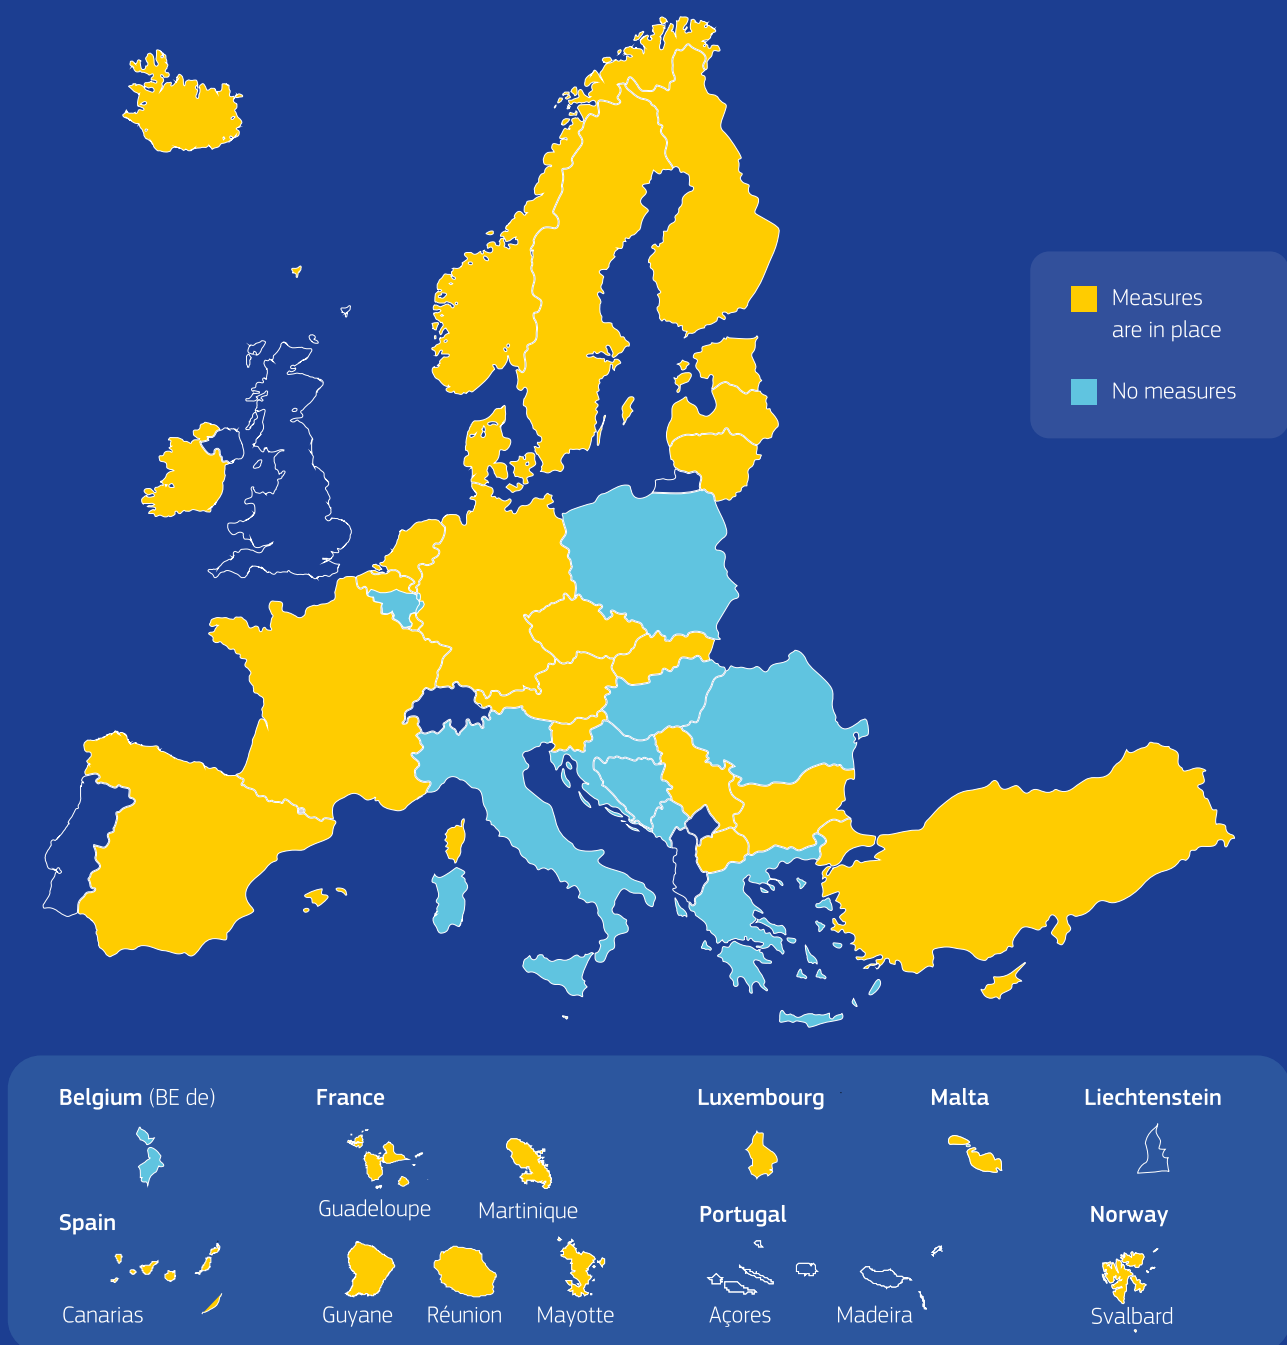 Measures
are in place
No measures
Belgium (BE de)
France
Luxembourg
Malta
Liechtenstein
Guadeloupe
Martinique
Spain
Portugal
Norway
Canarias
Guyane
Réunion
Mayotte
Açores
Madeira
Svalbard